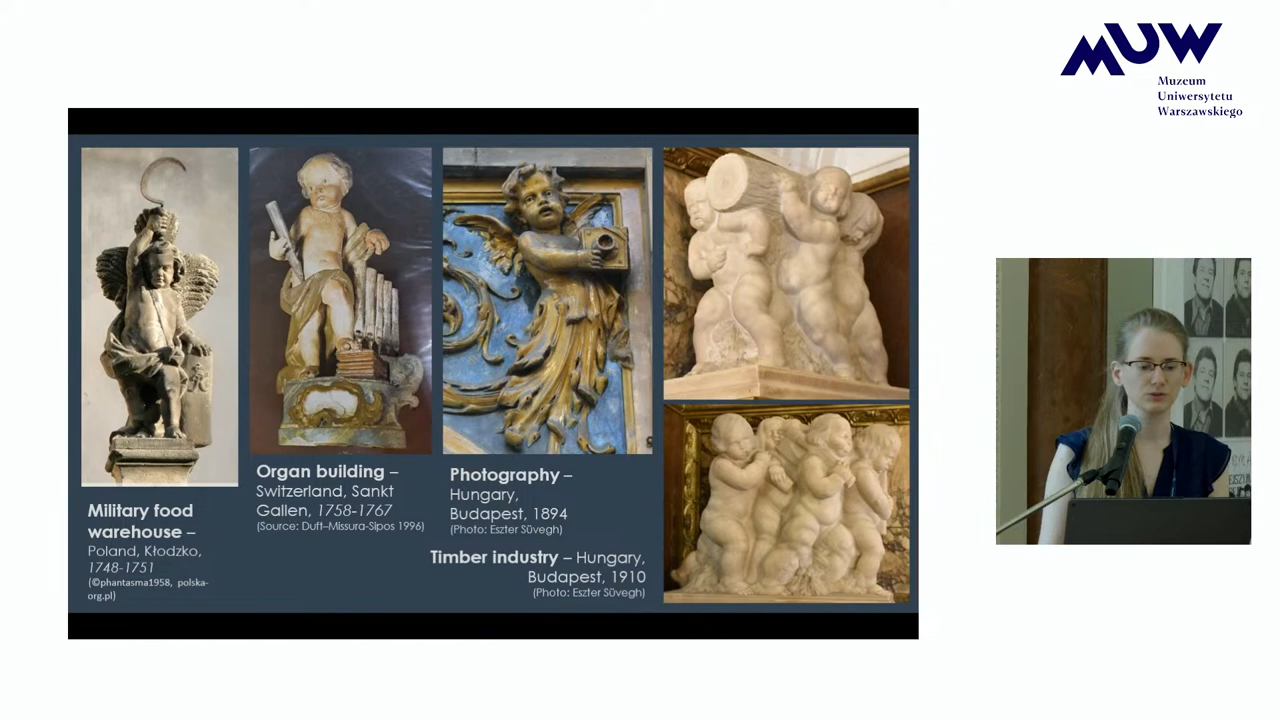 MUW
Muzeum
Uniwersytetu
Warszawskiego
Military food
warehouse –
Poland, Kłodzko,
1748-1751
(©phantasma1958, polska-
org.pl)
Organ building –
Switzerland, Sankt
Gallen, 1758-1767
(Source: Duft–Missura-Sipos 1996)
Photography –
Hungary,
Budapest, 1894
(Photo: Eszter Süvegh)
Timber industry – Hungary,
Budapest, 1910
(Photo: Eszter Süvegh)